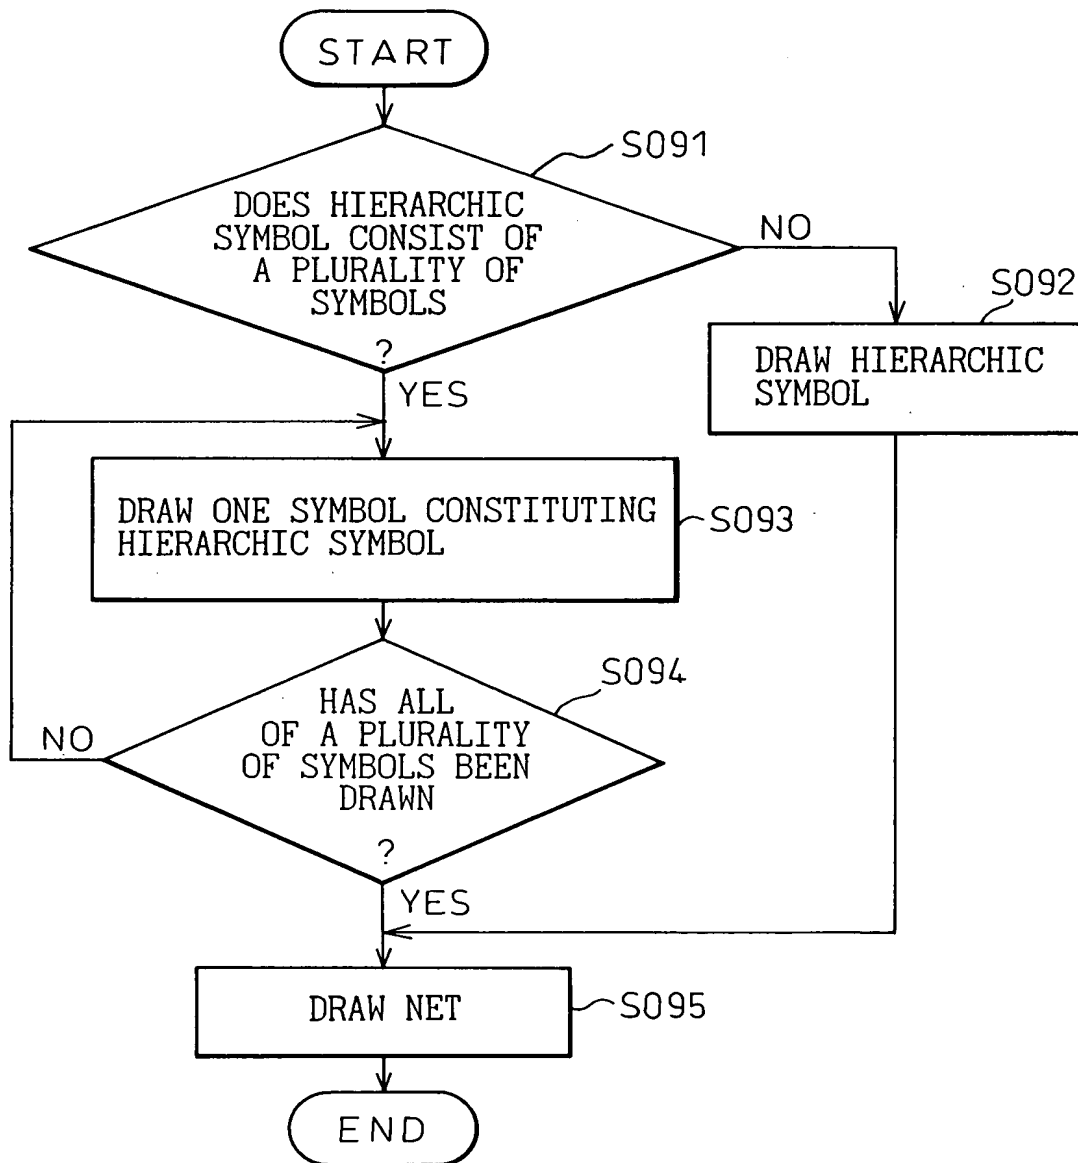 START
S091
DOES HIERARCHIC
SYMBOL CONSIST OF
A PLURALITY OF
SYMBOLS
?
NO
S092
DRAW HIERARCHIC
SYMBOL
YES
DRAW ONE SYMBOL CONSTITUTING
HIERARCHIC SYMBOL
S093
S094
HAS ALL
OF A PLURALITY
OF SYMBOLS BEEN
DRAWN
?
NO
YES
DRAW NET
S095
END